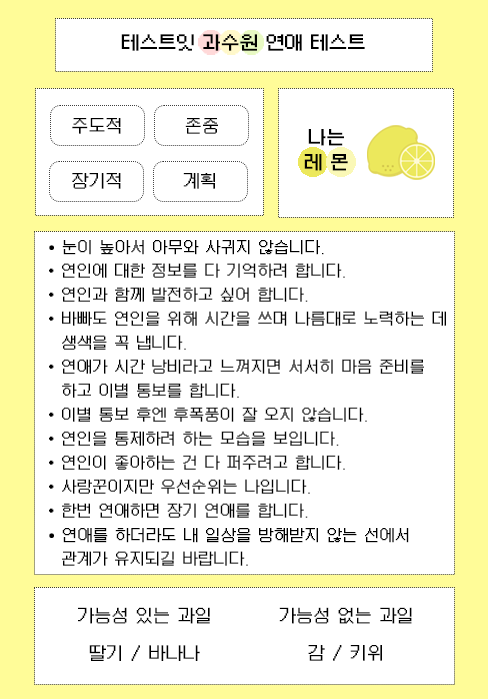 테스트잇 과수원 연애 테스트
주도적
존중
장기적
계획
나는
레몬
• 눈이 높아서 아무와 사귀지 않습니다.
• 연인에 대한 정보를 다 기억하려 합니다.
• 연인과 함께 발전하고 싶어 합니다.
• 바빠도 연인을 위해 시간을 쓰며 나름대로 노력하는 데
생색을 꼭 냅니다.
• 연애가 시간 낭비라고 느껴지면 서서히 마음 준비를
하고 이별 통보를 합니다.
• 이별 통보 후엔 후폭풍이 잘 오지 않습니다.
• 연인을 통제하려 하는 모습을 보입니다.
• 연인이 좋아하는 건 다 퍼주려고 합니다.
• 사랑꾼이지만 우선순위는 나입니다.
• 한번 연애하면 장기 연애를 합니다.
• 연애를 하더라도 내 일상을 방해받지 않는 선에서
관계가 유지되길 바랍니다.
가능성 있는 과일
딸기 / 바나나
가능성 없는 과일
감 / 키위